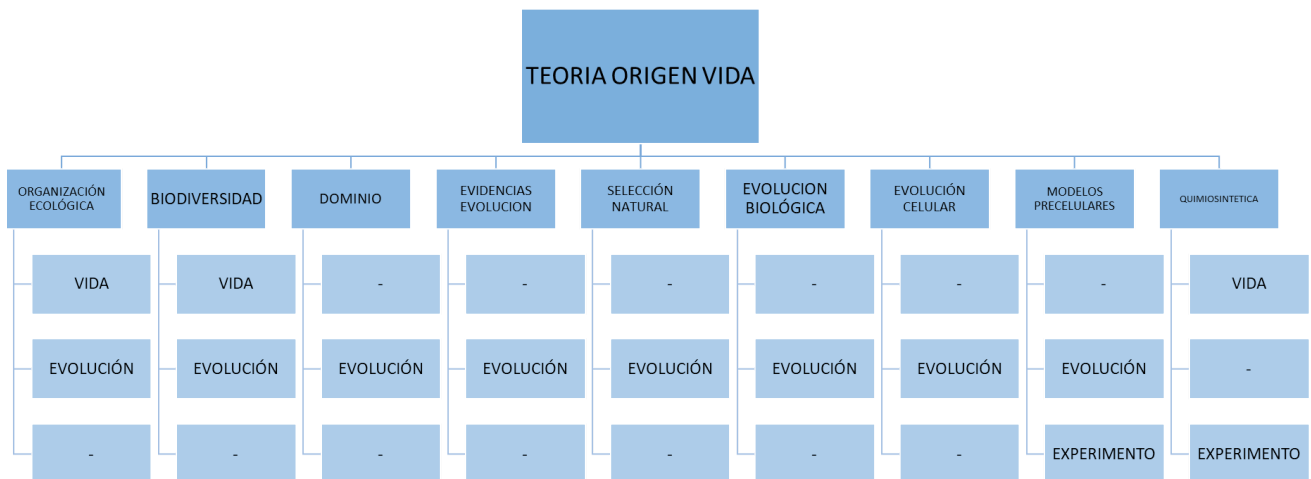 TEORIA ORIGEN VIDA
ORGANIZACIÓN
ECOLÓGICA
BIODIVERSIDAD
DOMINIO
EVIDENCIAS
EVOLUCION
SELECCIÓN
NATURAL
EVOLUCION
BIOLÓGICA
EVOLUCIÓN
CELULAR
MODELOS
PRECELULARES
QUIMIOSINTETICA
VIDA
VIDA
-
-
-
-
-
-
VIDA
EVOLUCIÓN
EVOLUCIÓN
EVOLUCIÓN
EVOLUCIÓN
EVOLUCIÓN
EVOLUCIÓN
EVOLUCIÓN
EVOLUCIÓN
-
-
-
-
-
-
-
-
EXPERIMENTO
EXPERIMENTO